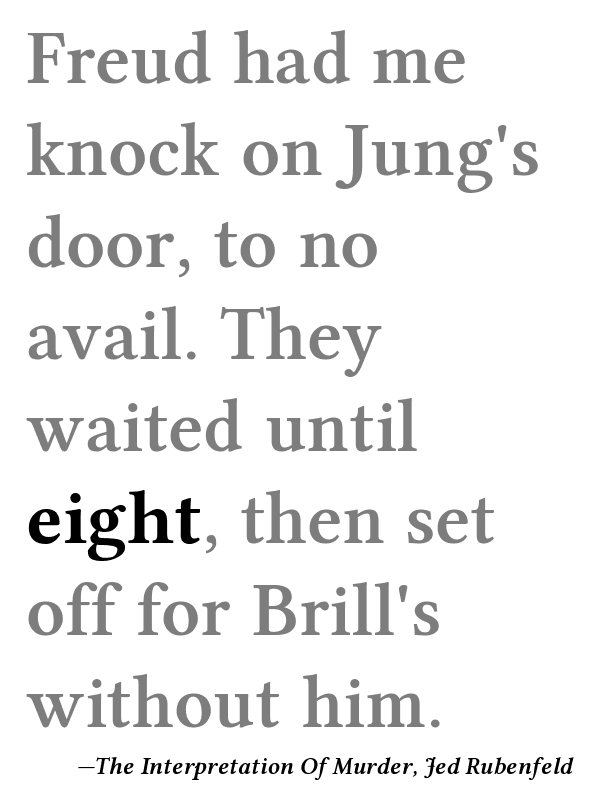 Freud had me
knock on Jung's
door, to no
avail. They
waited until
eight, then set
off for Brill's
without him.
—The Interpretation Of Murder, Jed Rubenfeld